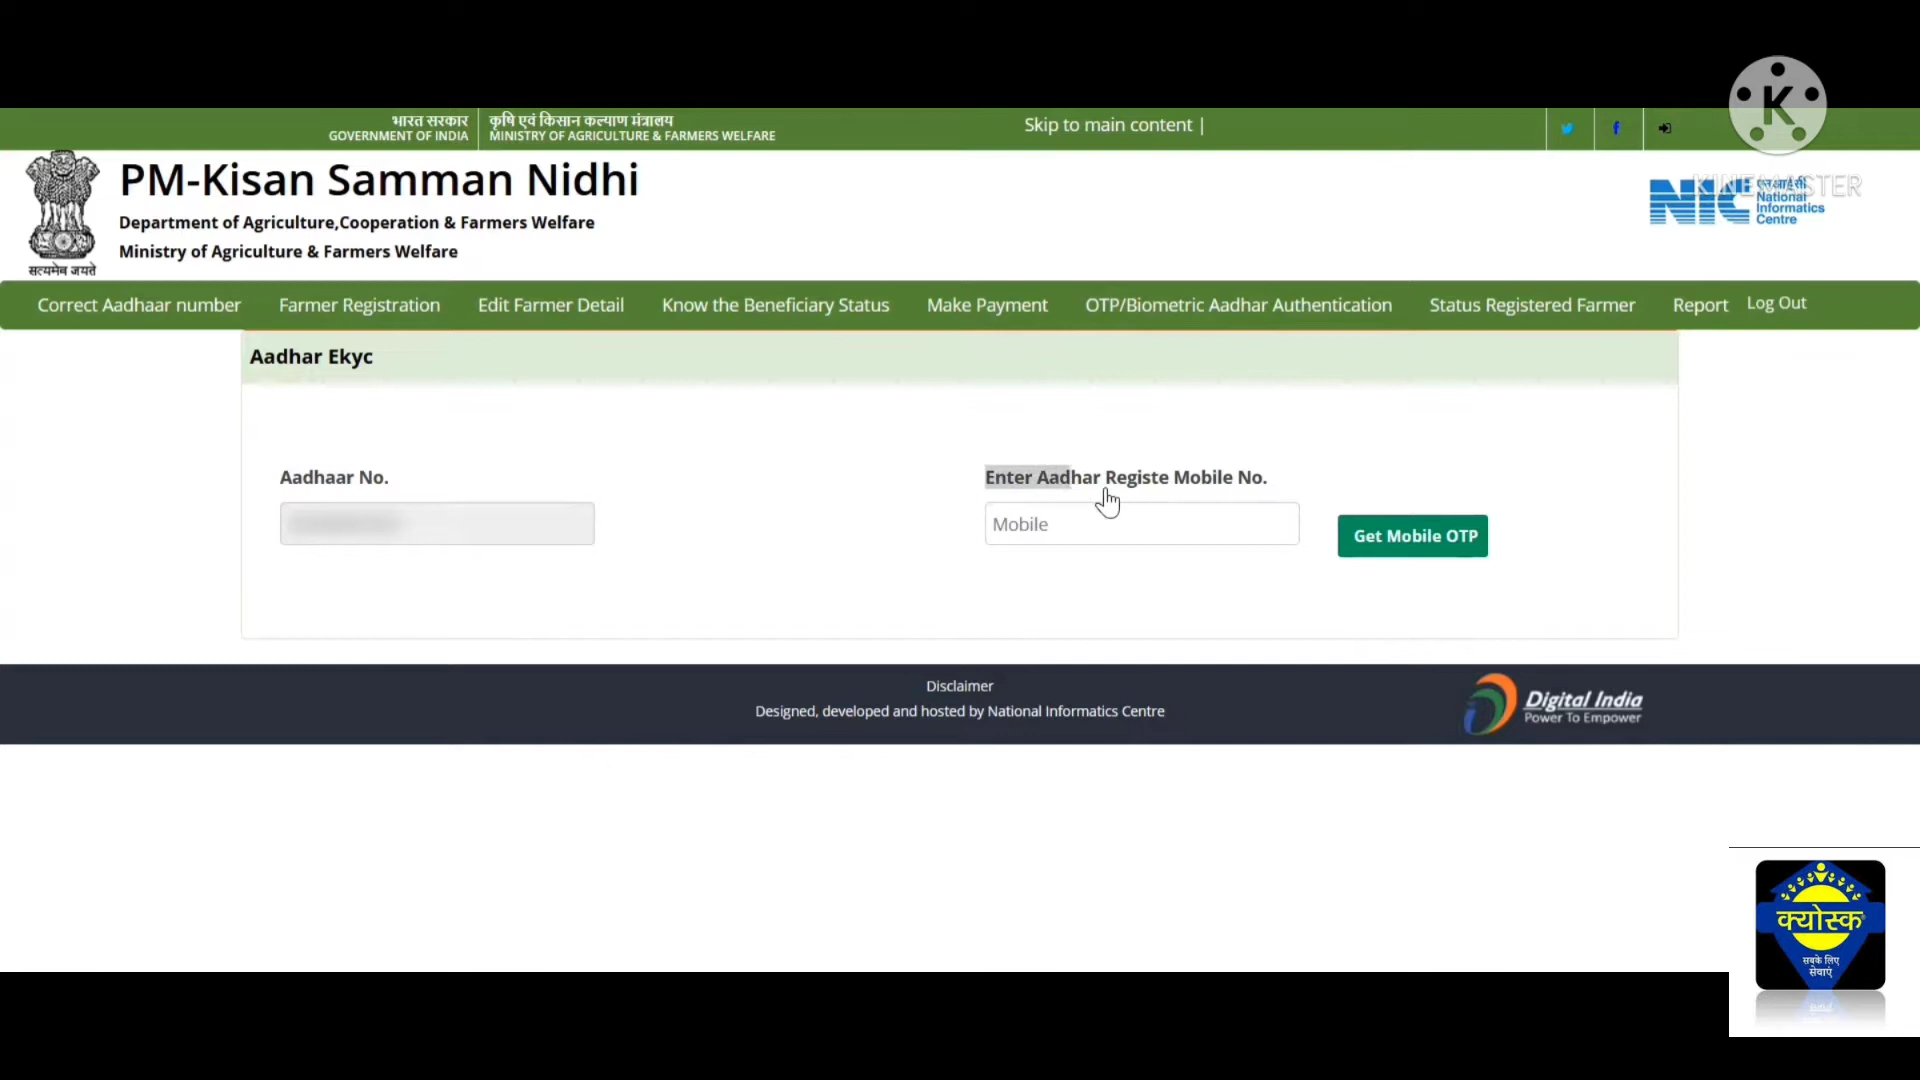 भारत सरकार
GOVERNMENT OF INDIA
कृषि एवं किसान कल्याण मंत्रालय
MINISTRY OF AGRICULTURE & FARMERS WELFARE
Skip to main content |
K
KINEMASTER
सत्यमेव जयते
PM-Kisan Samman Nidhi
Department of Agriculture,Cooperation & Farmers Welfare
Ministry of Agriculture & Farmers Welfare
NIC
एनआईसी
National
Informatics
Centre
Correct Aadhaar number
Farmer Registration
Edit Farmer Detail
Know the Beneficiary Status
Make Payment
OTP/Biometric Aadhar Authentication
Status Registered Farmer
Report
Log Out
Aadhar Ekyc
Aadhaar No.
Enter Aadhar Registe Mobile No.
Mobile
Get Mobile OTP
Disclaimer
Designed, developed and hosted by National Informatics Centre
Digital India
Power To Empower
क्योस्क
सबके लिए
सेवाएं